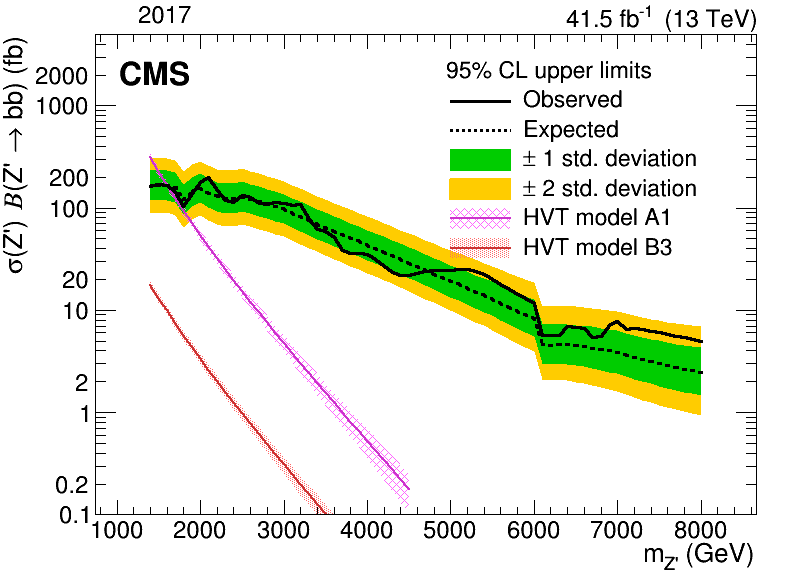 2017
41.5 fb⁻¹ (13 TeV)
CMS
95% CL upper limits
Observed
Expected
± 1 std. deviation
± 2 std. deviation
HVT model A1
HVT model B3
σ(Z') B(Z' → bb) (fb)
2000
1000
200
100
20
10
2
1
0.2
0.1
1000 2000 3000 4000 5000 6000 7000 8000
m_Z' (GeV)